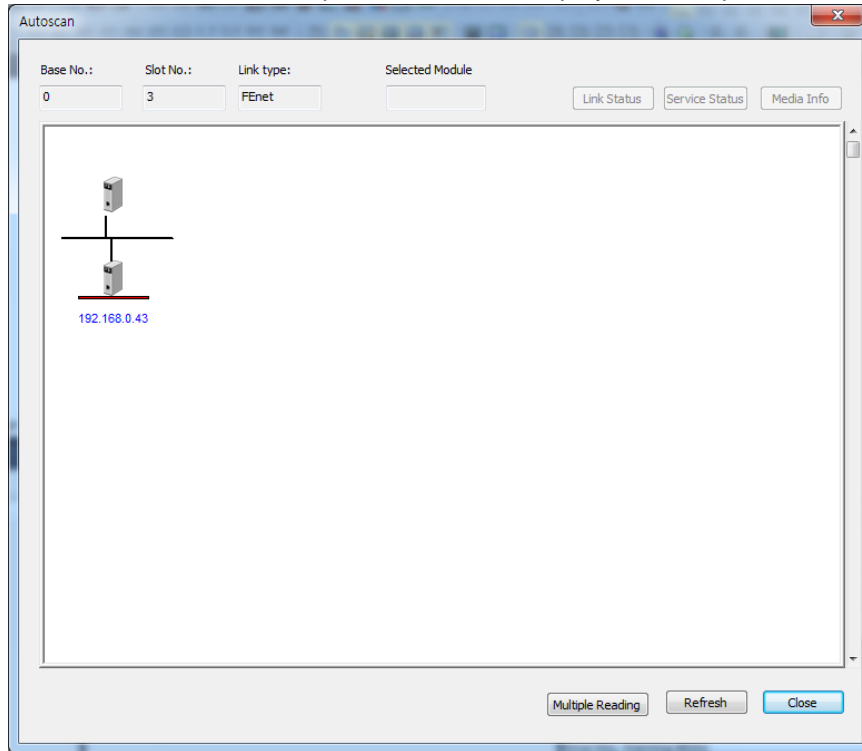 Autoscan
Base No.: Slot No.: Link type: Selected Module
0 3 FEnet Link Status Service Status Media Info
192.168.0.43
Multiple Reading Refresh Close